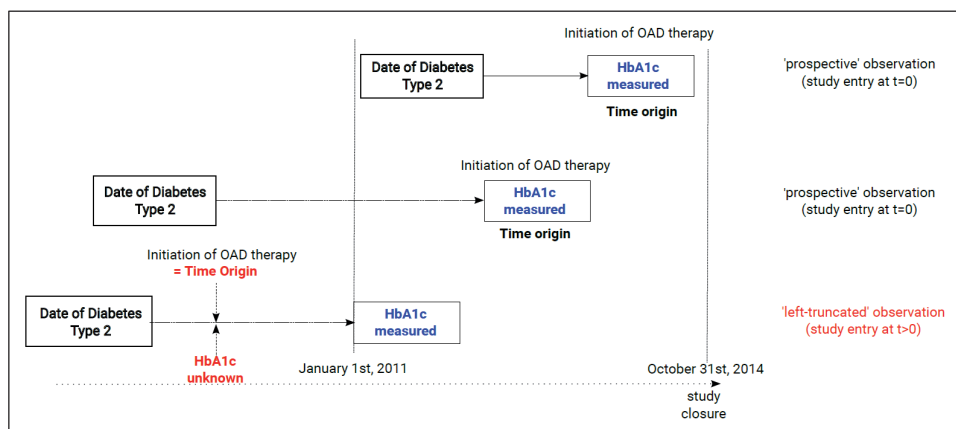 Initiation of OAD therapy
Date of Diabetes
Type 2
HbA1c
measured
Time origin
'prospective' observation
(study entry at t=0)
Initiation of OAD therapy
Date of Diabetes
Type 2
HbA1c
measured
Time origin
'prospective' observation
(study entry at t=0)
Initiation of OAD therapy
= Time Origin
Date of Diabetes
Type 2
HbA1c
measured
'left-truncated' observation
(study entry at t>0)
HbA1c
unknown
January 1st, 2011
October 31st, 2014
study
closure